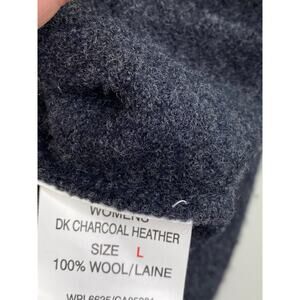 WOMENS
DK CHARCOAL HEATHER
SIZE L
100% WOOL/LAINE